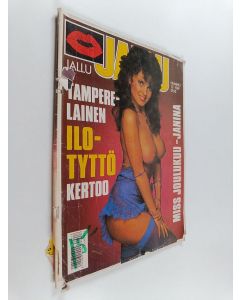 JALLU
JALLU
TAMPERE-
LAINEN
ILO-
TYTTÖ
KERTOO
MISS JOULUKUU - JANINA